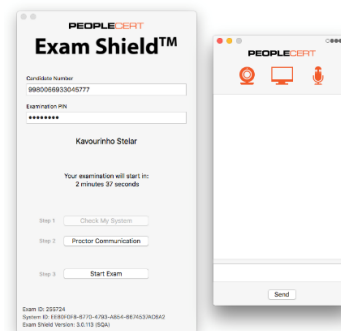 PEOPLECERT
Exam Shield™
Candidate Number
9980066933045777
Examination PIN
••••••••
Kavourinho Stelar
Your examination will start in:
2 minutes 37 seconds
Step 1 Check My System
Step 2 Proctor Communication
Step 3 Start Exam
Exam ID: 255724
Exam Shield Version: 3.0.113 (SQA)
PEOPLECERT
Send